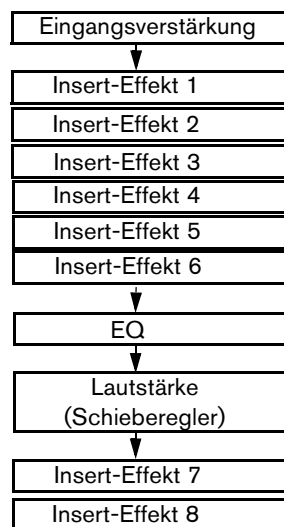 Eingangsverstärkung
Insert-Effekt 1
Insert-Effekt 2
Insert-Effekt 3
Insert-Effekt 4
Insert-Effekt 5
Insert-Effekt 6
EQ
Lautstärke
(Schieberegler)
Insert-Effekt 7
Insert-Effekt 8